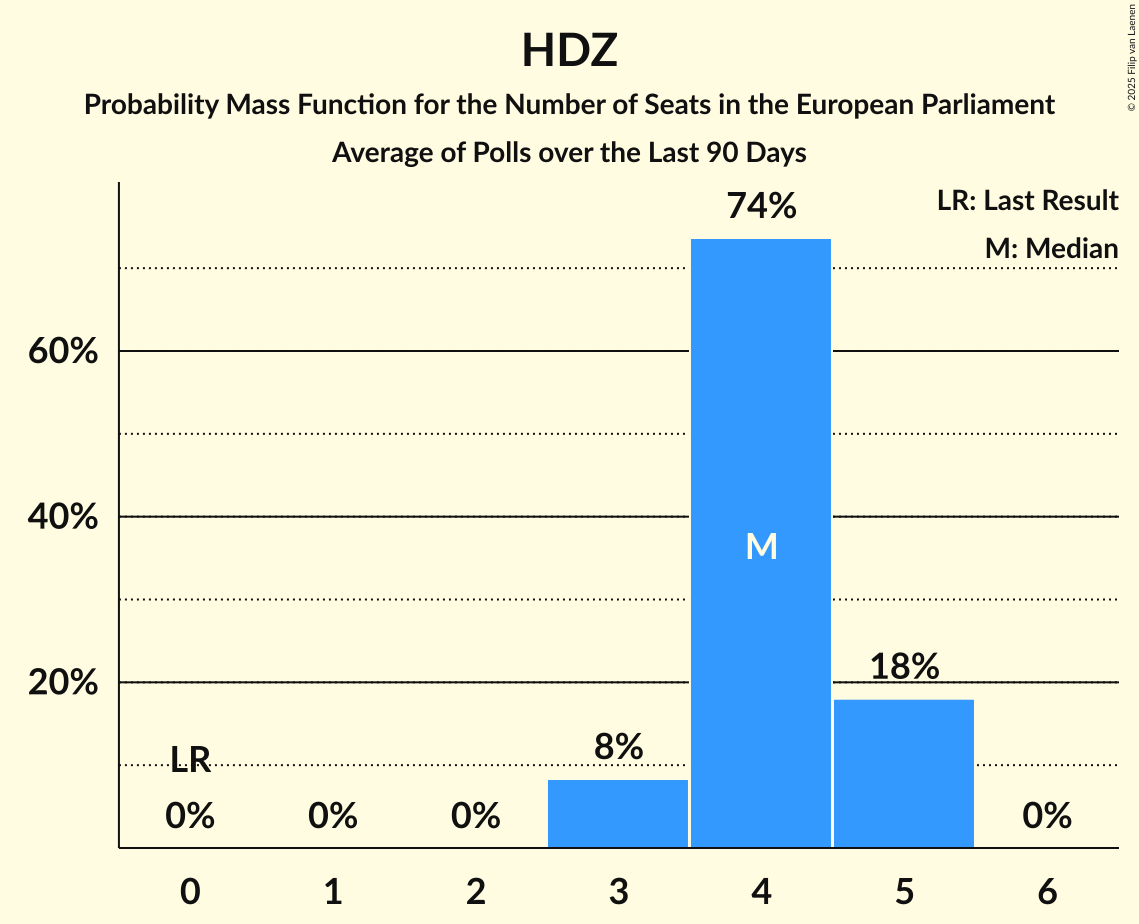 HDZ
Probability Mass Function for the Number of Seats in the European Parliament
Average of Polls over the Last 90 Days
© 2025 Filip van Laenen
LR: Last Result
M: Median
74%
60%
40%
M
20%
18%
8%
LR
0%
0%
0%
0%
0
1
2
3
4
5
6